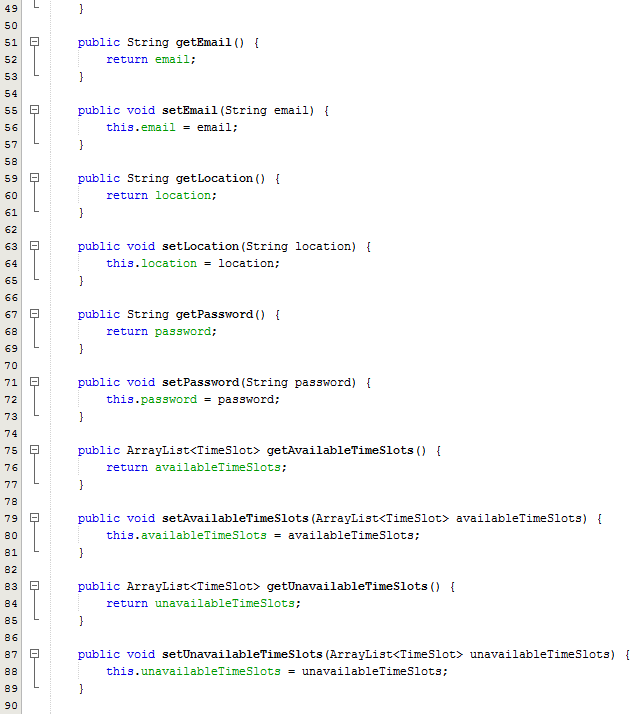 49 }
50
51 public String getEmail() {
52 return email;
53 }
54
55 public void setEmail(String email) {
56 this.email = email;
57 }
58
59 public String getLocation() {
60 return location;
61 }
62
63 public void setLocation(String location) {
64 this.location = location;
65 }
66
67 public String getPassword() {
68 return password;
69 }
70
71 public void setPassword(String password) {
72 this.password = password;
73 }
74
75 public ArrayList<TimeSlot> getAvailableTimeSlots() {
76 return availableTimeSlots;
77 }
78
79 public void setAvailableTimeSlots(ArrayList<TimeSlot> availableTimeSlots) {
80 this.availableTimeSlots = availableTimeSlots;
81 }
82
83 public ArrayList<TimeSlot> getUnavailableTimeSlots() {
84 return unavailableTimeSlots;
85 }
86
87 public void setUnavailableTimeSlots(ArrayList<TimeSlot> unavailableTimeSlots) {
88 this.unavailableTimeSlots = unavailableTimeSlots;
89 }
90